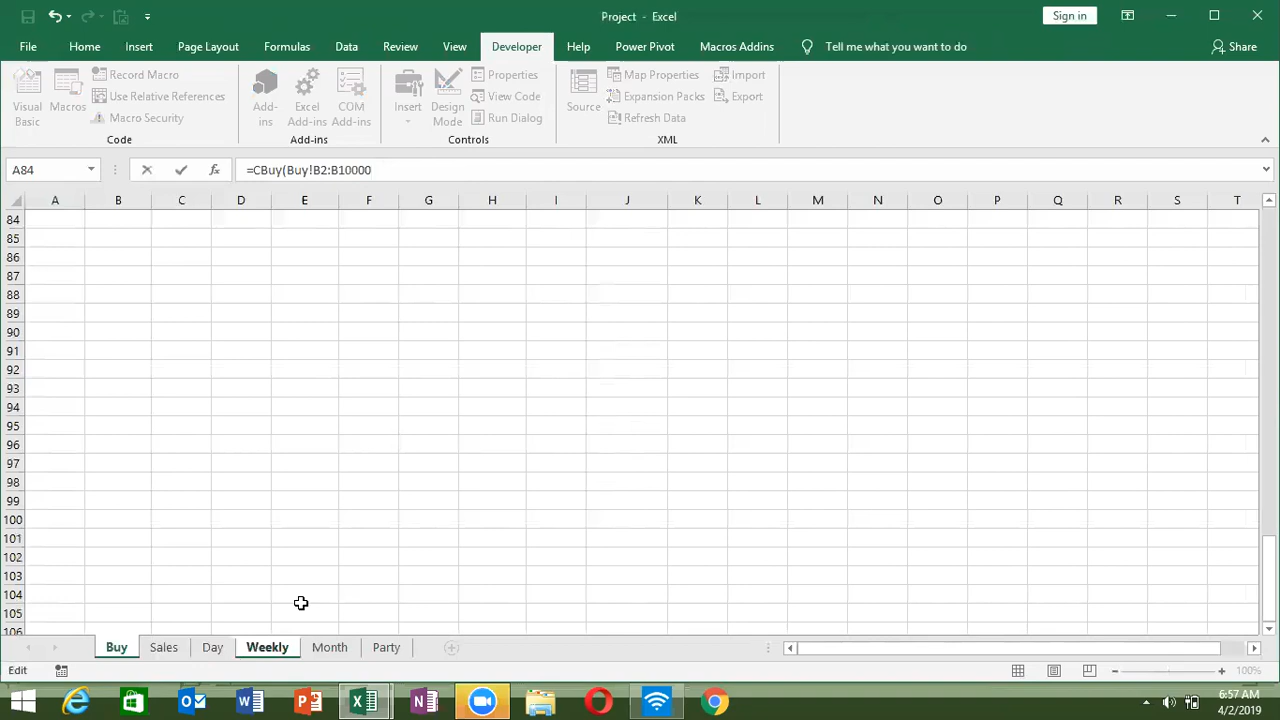 Project - Excel
Sign in
File Home Insert Page Layout Formulas Data Review View Developer Help Power Pivot Macros Addins Tell me what you want to do Share
Visual Basic
Macros
Record Macro
Use Relative References
Macro Security
Code
Add-ins
Excel Add-ins
COM Add-ins
Add-ins
Insert
Design Mode
Properties
View Code
Run Dialog
Controls
Source
Map Properties
Expansion Packs
Refresh Data
Import
Export
XML
A84 fx =CBuy(Buy!B2:B10000
A B C D E F G H I J K L M N O P Q R S T
84
85
86
87
88
89
90
91
92
93
94
95
96
97
98
99
100
101
102
103
104
105
106
Buy Sales Day Weekly Month Party
Edit 100%
6:57 AM
4/2/2019